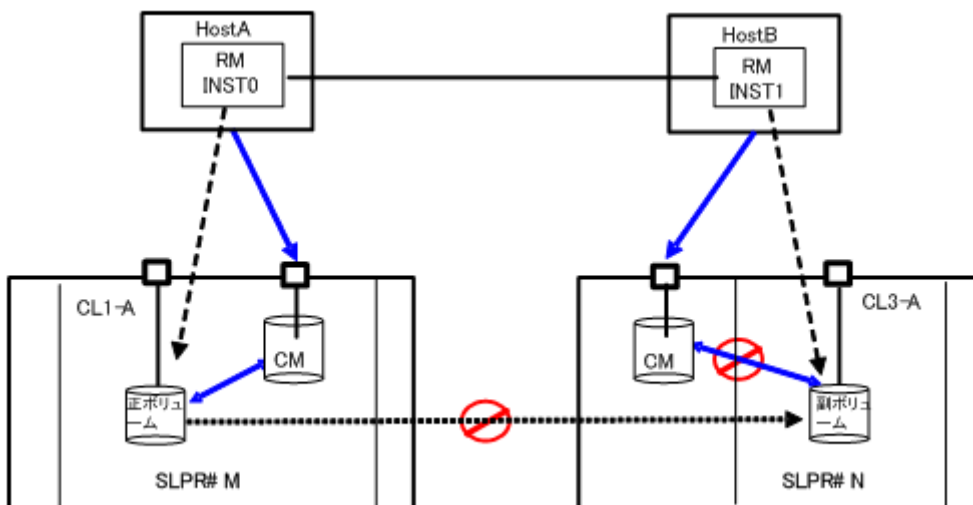 HostA
RM
INST0
HostB
RM
INST1
CL1-A
CM
正ボリュ
ーム
SLPR# M
CL3-A
CM
副ボリュ
ーム
SLPR# N